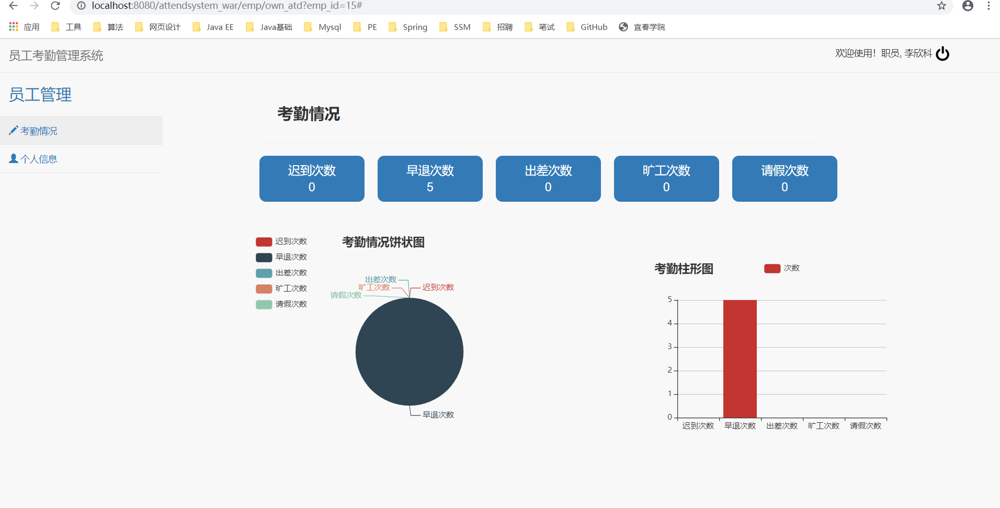 localhost:8080/attendsystem_war/emp/own_atd?emp_id=15#
应用 工具 算法 网页设计 Java EE Java基础 Mysql PE Spring SSM 招聘 笔试 GitHub 宜春学院
员工考勤管理系统
欢迎使用！职员, 李欣科
员工管理
考勤情况
个人信息
考勤情况
迟到次数 早退次数 出差次数 旷工次数 请假次数
0 5 0 0 0
迟到次数
早退次数
出差次数
旷工次数
请假次数
考勤情况饼状图
出差次数
旷工次数
迟到次数
请假次数
早退次数
考勤柱形图
次数
5
4
3
2
1
0
迟到次数 早退次数 出差次数 旷工次数 请假次数